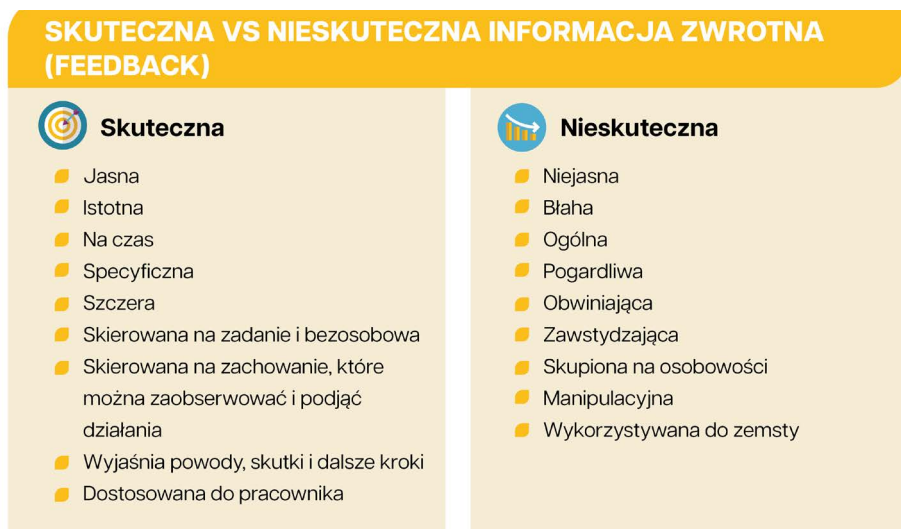 SKUTECZNA VS NIESKUTECZNA INFORMACJA ZWROTNA
(FEEDBACK)
Skuteczna
Jasna
Istotna
Na czas
Specyficzna
Szczera
Skierowana na zadanie i bezosobowa
Skierowana na zachowanie, które
można zaobserwować i podjąć
działania
Wyjaśnia powody, skutki i dalsze kroki
Dostosowana do pracownika
Nieskuteczna
Niejasna
Błaha
Ogólna
Pogardliwa
Obwiniająca
Zawstydzająca
Skupiona na osobowości
Manipulacyjna
Wykorzystywana do zemsty